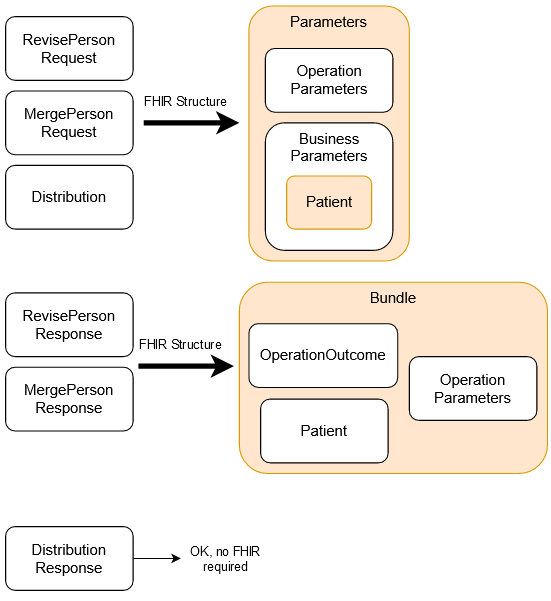 RevisePerson
Request
MergePerson
Request
Distribution
FHIR Structure
Parameters
Operation
Parameters
Business
Parameters
Patient
RevisePerson
Response
MergePerson
Response
FHIR Structure
Bundle
OperationOutcome
Operation
Parameters
Patient
Distribution
Response
OK, no FHIR
required